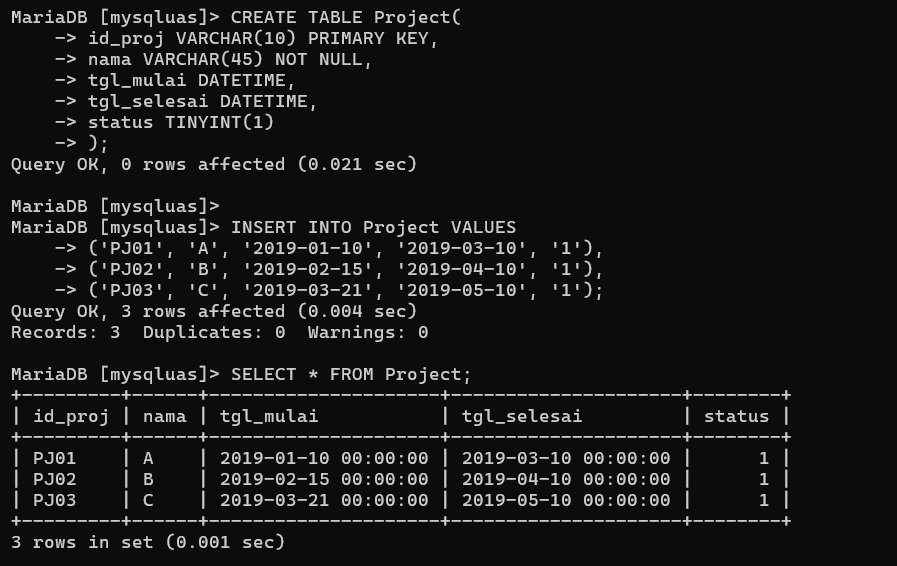 MariaDB [mysqluas]> CREATE TABLE Project(
    -> id_proj VARCHAR(10) PRIMARY KEY,
    -> nama VARCHAR(45) NOT NULL,
    -> tgl_mulai DATETIME,
    -> tgl_selesai DATETIME,
    -> status TINYINT(1)
    -> );
Query OK, 0 rows affected (0.021 sec)

MariaDB [mysqluas]>
MariaDB [mysqluas]> INSERT INTO Project VALUES
    -> ('PJ01', 'A', '2019-01-10', '2019-03-10', '1'),
    -> ('PJ02', 'B', '2019-02-15', '2019-04-10', '1'),
    -> ('PJ03', 'C', '2019-03-21', '2019-05-10', '1');
Query OK, 3 rows affected (0.004 sec)
Records: 3  Duplicates: 0  Warnings: 0

MariaDB [mysqluas]> SELECT * FROM Project;
+---------+------+---------------------+---------------------+--------+
| id_proj | nama | tgl_mulai           | tgl_selesai         | status |
+---------+------+---------------------+---------------------+--------+
| PJ01    | A    | 2019-01-10 00:00:00 | 2019-03-10 00:00:00 |      1 |
| PJ02    | B    | 2019-02-15 00:00:00 | 2019-04-10 00:00:00 |      1 |
| PJ03    | C    | 2019-03-21 00:00:00 | 2019-05-10 00:00:00 |      1 |
+---------+------+---------------------+---------------------+--------+
3 rows in set (0.001 sec)